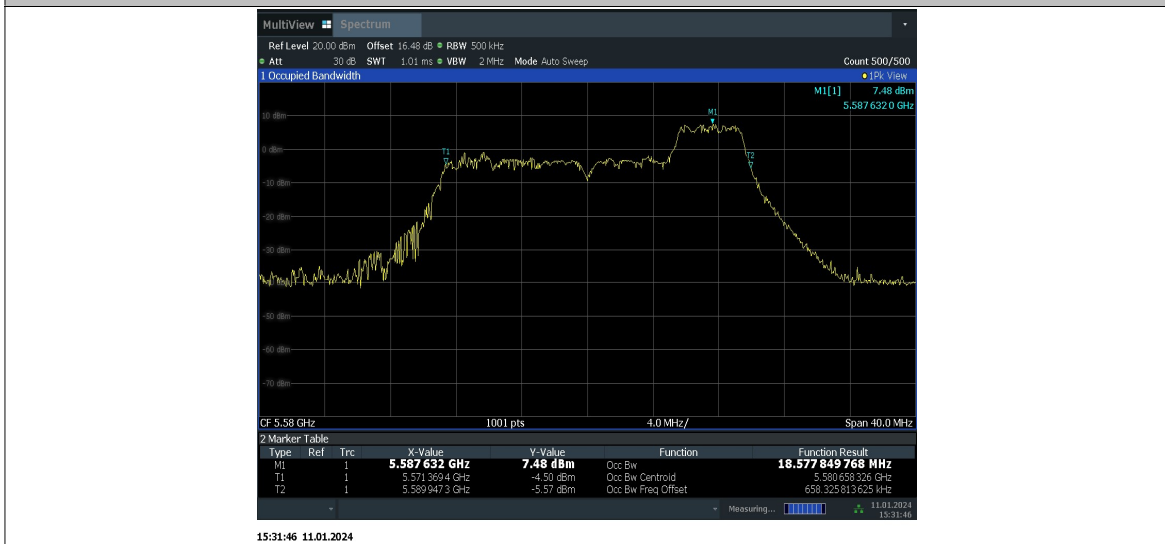 MultiView Spectrum
Ref Level 20.00 dBm Offset 16.48 dB RBW 500 kHz
Att 30 dB SWT 1.01 ms VBW 2 MHz Mode Auto Sweep Count 500/500
1 Occupied Bandwidth 1Pk View
M1[1] 7.48 dBm
5.587 632 0 GHz
10 dBm
M1
0 dBm
T1
T2
-10 dBm
-20 dBm
-30 dBm
-50 dBm
-60 dBm
-70 dBm
CF 5.58 GHz 1001 pts 4.0 MHz/ Span 40.0 MHz
2 Marker Table
Type Ref Trc X-Value Y-Value Function Function Result
M1 1 5.587 632 GHz 7.48 dBm Occ Bw 18.577 849 768 MHz
T1 1 5.571 369 4 GHz -4.50 dBm Occ Bw Centroid 5.580 658 326 GHz
T2 1 5.589 947 3 GHz -5.57 dBm Occ Bw Freq Offset 658.325 813 625 kHz
Measuring... 11.01.2024
15:31:46
15:31:46 11.01.2024